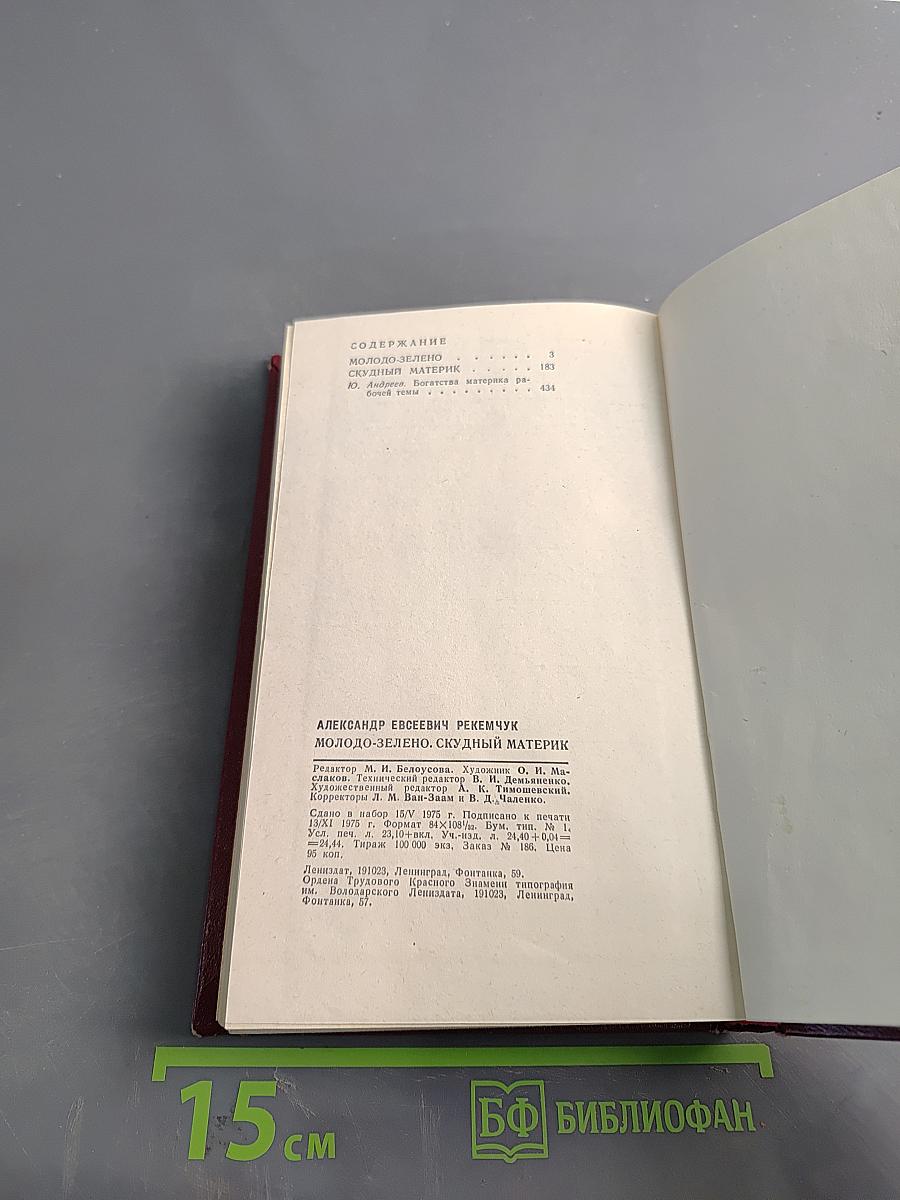 СОДЕРЖАНИЕ
МОЛОДО-ЗЕЛЕНО . . . . . . 3
СКУДНЫЙ МАТЕРИК . . . . . 183
Ю. Андреев. Богатства материка ра-
бочей темы . . . . . . . . . 434
АЛЕКСАНДР ЕВСЕЕВИЧ РЕКЕМЧУК
МОЛОДО-ЗЕЛЕНО. СКУДНЫЙ МАТЕРИК
Редактор М. И. Белоусова. Художник О. И. Ма-
слаков. Технический редактор В. И. Демьяненко.
Художественный редактор А. К. Тимошевский.
Корректоры Л. М. Ван-Заам и В. Д. Чаленко.
Сдано в набор 15/V 1975 г. Подписано к печати
13/XI 1975 г. Формат 84×108 1/32. Бум. тип. № 1.
Усл. печ. л. 23,10+вкл. Уч.-изд. л. 24,40+0,04=
=24,44. Тираж 100 000 экз. Заказ № 186. Цена
95 коп.
Лениздат, 191023, Ленинград, Фонтанка, 59.
Ордена Трудового Красного Знамени типография
им. Володарского Лениздата, 191023, Ленинград,
Фонтанка, 57.
15 см
БФ БИБЛИОФАН